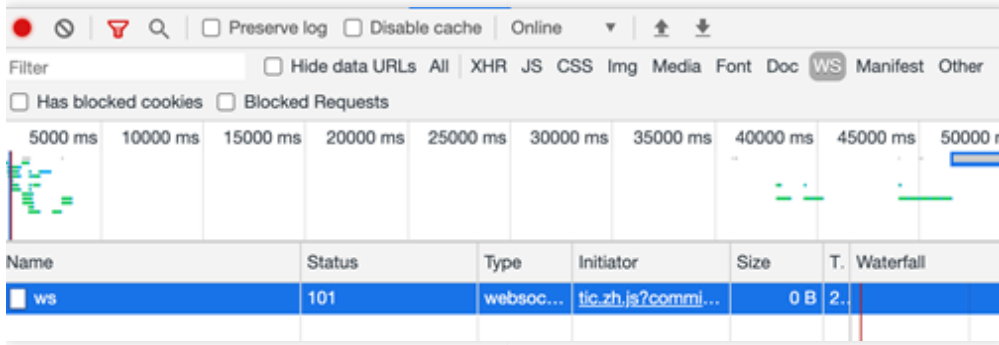 Preserve log Disable cache Online
Filter Hide data URLs All XHR JS CSS Img Media Font Doc WS Manifest Other
Has blocked cookies Blocked Requests
5000 ms 10000 ms 15000 ms 20000 ms 25000 ms 30000 ms 35000 ms 40000 ms 45000 ms 50000
Name Status Type Initiator Size T. Waterfall
ws 101 websoc... tic.zh.js?commi... 0 B 2..